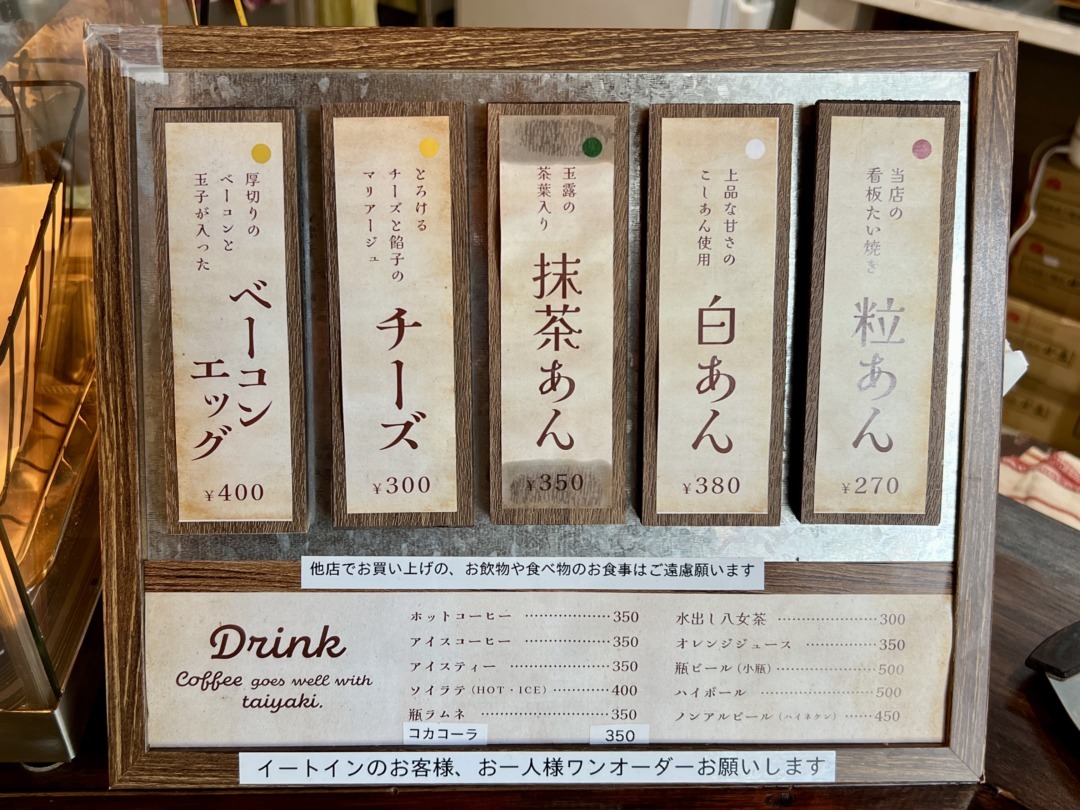 当店の
看板たい焼き
粒あん
¥270
上品な甘さの
こしあん使用
白あん
¥380
玉露の
茶葉入り
抹茶あん
¥350
とろける
チーズと餡子の
マリアージュ
チーズ
¥300
厚切りの
ベーコンと
玉子が入った
ベーコン
エッグ
¥400
他店でお買い上げの、お飲物や食べ物のお食事はご遠慮願います
Drink
Coffee goes well with
taiyaki.
ホットコーヒー ……………………350
アイスコーヒー ……………………350
アイスティー ……………………350
ソイラテ(HOT・ICE)……………400
瓶ラムネ ……………………350
コカコーラ 350
水出し八女茶 ……………………300
オレンジジュース ………………350
瓶ビール(小瓶)……………………500
ハイボール ……………………500
ノンアルビール(ハイネケン)……450
イートインのお客様、お一人様ワンオーダーお願いします